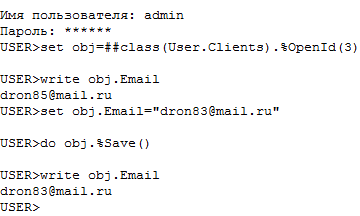 Имя пользователя: admin
Пароль: ******
USER>set obj=##class(User.Clients).%OpenId(3)
USER>write obj.Email
dron85@mail.ru
USER>set obj.Email="dron83@mail.ru"
USER>do obj.%Save()
USER>write obj.Email
dron83@mail.ru
USER>